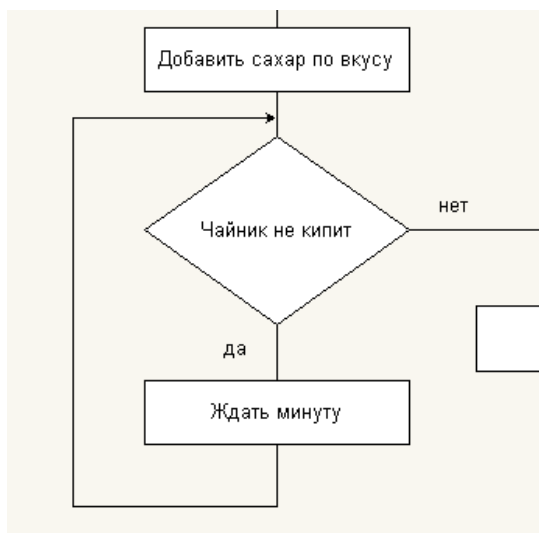 Добавить сахар по вкусу
Чайник не кипит
нет
да
Ждать минуту